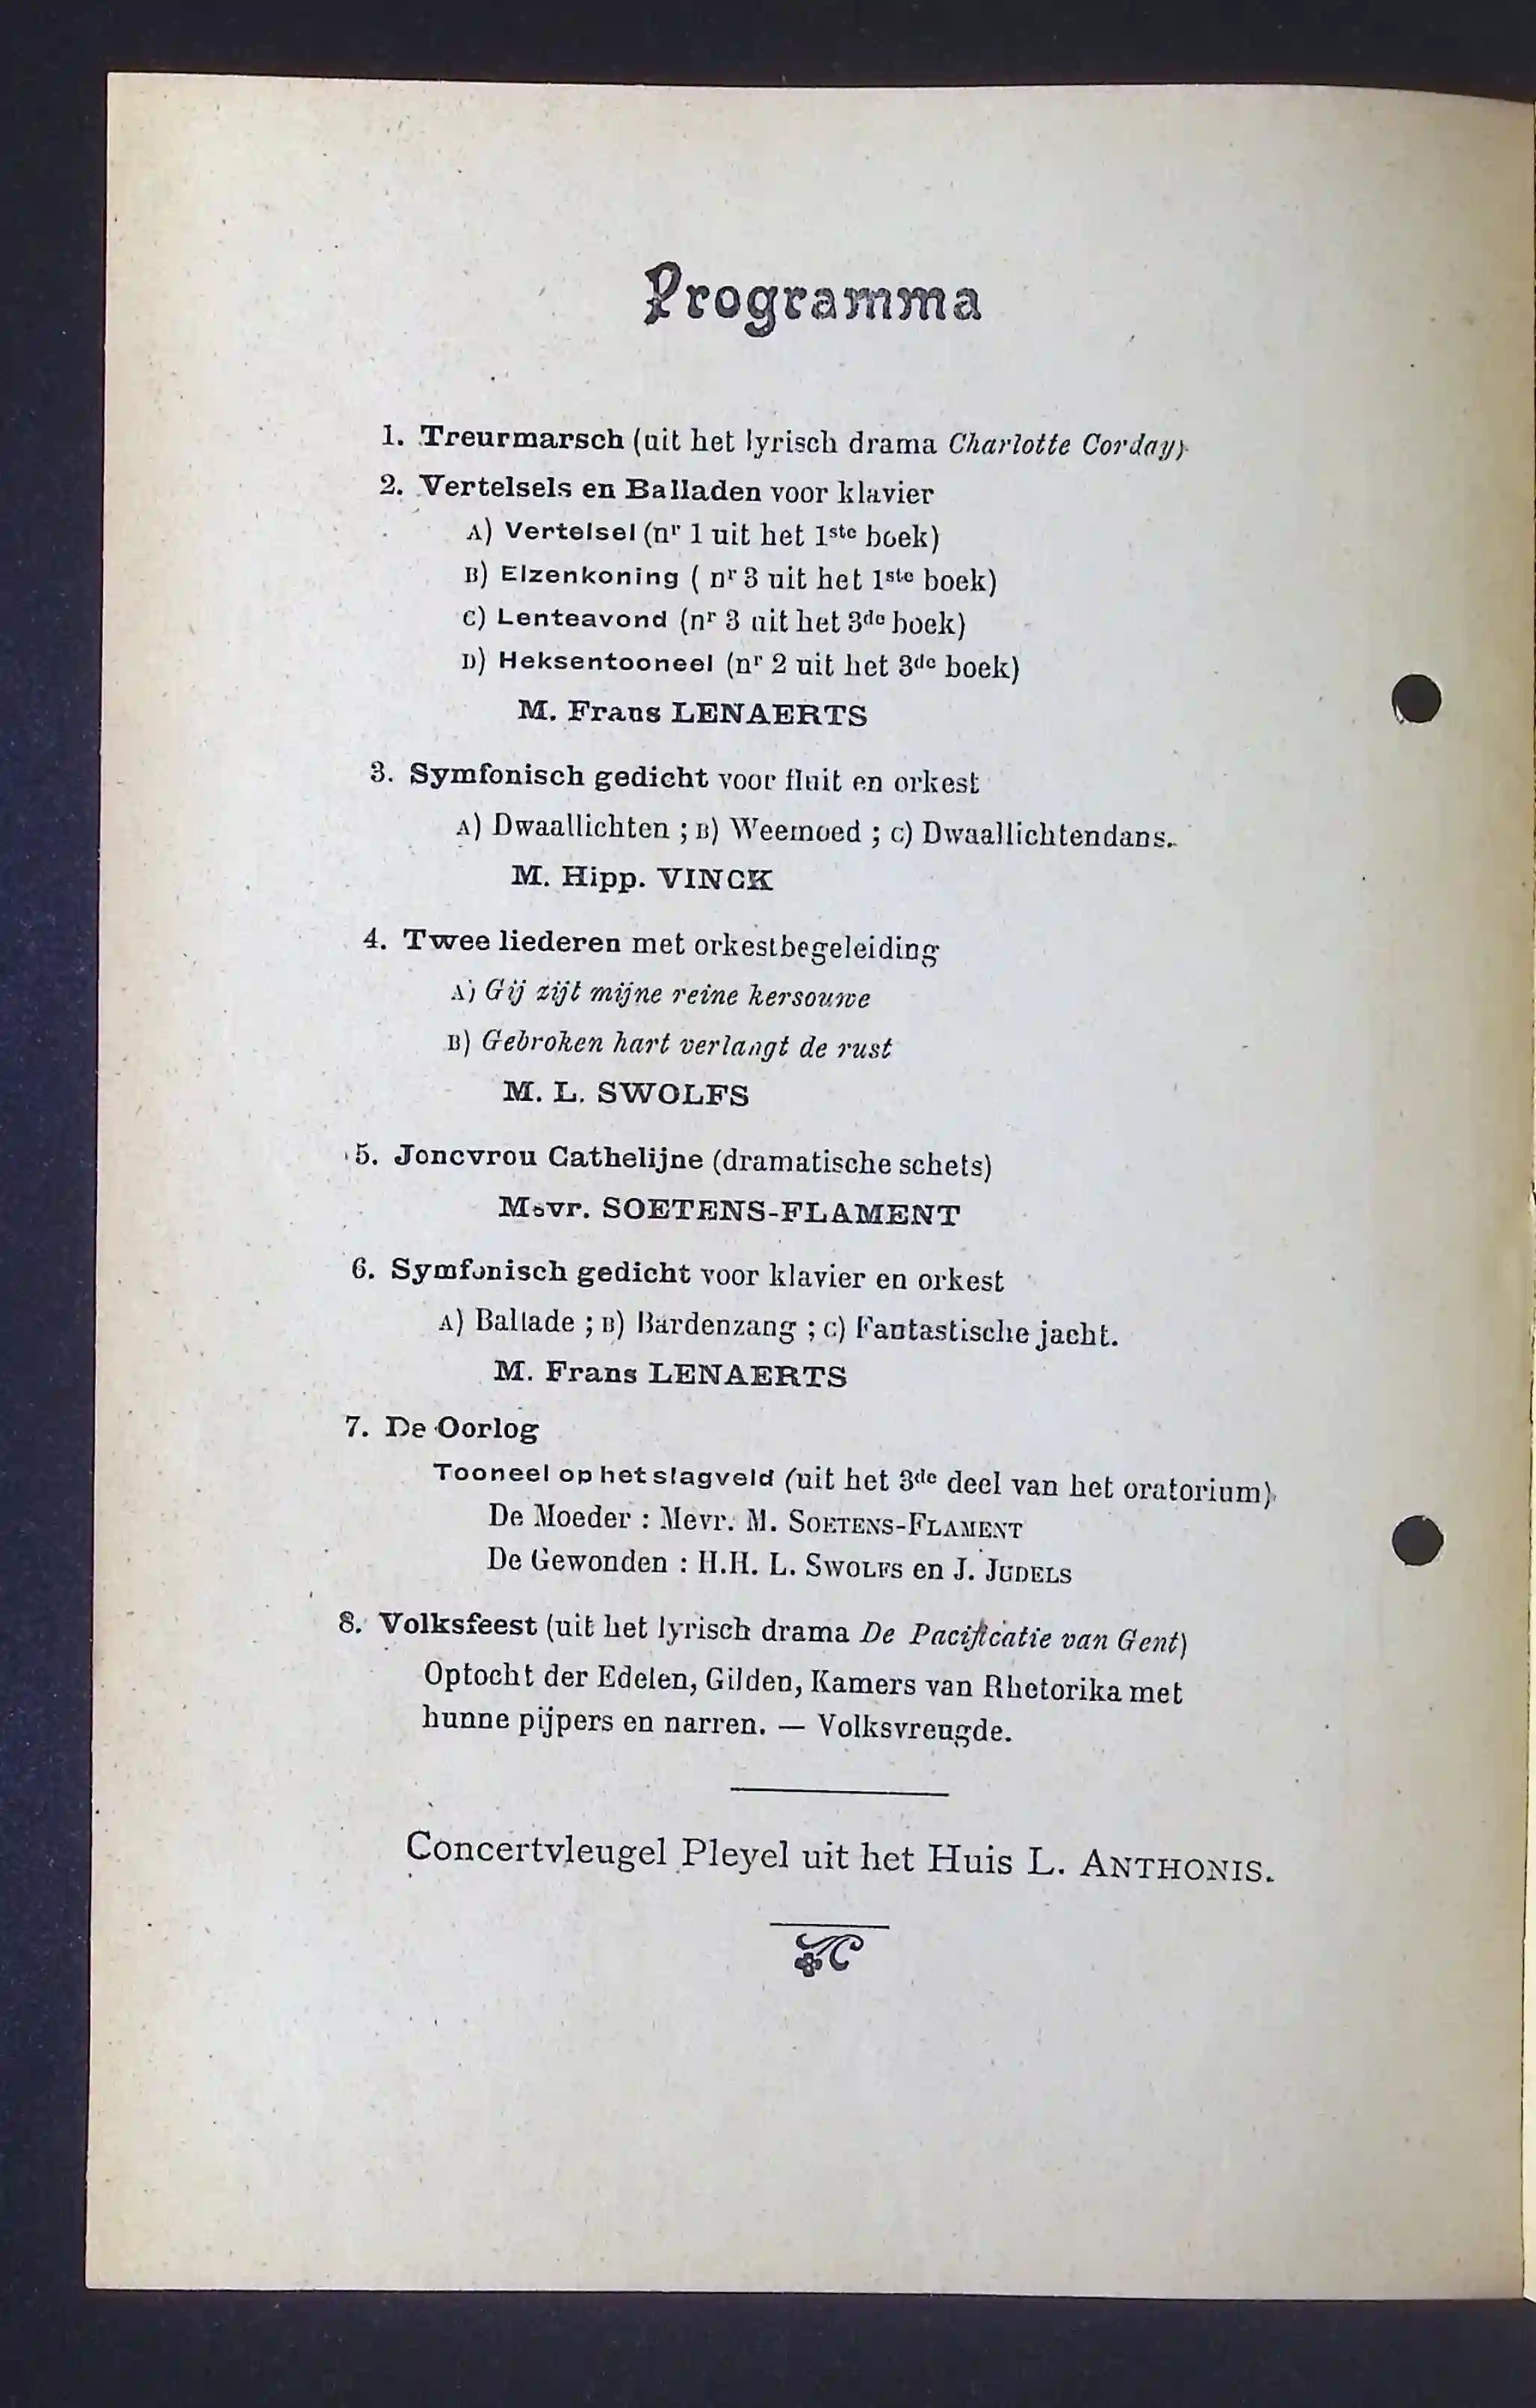 Programma
1. Treurmarsch (uit het lyrisch drama Charlotte Corday)
2. Vertelsels en Balladen voor klavier
A) Vertelsel (nr 1 uit het 1ste boek)
B) Elzenkoning ( nr 3 uit het 1ste boek)
C) Lenteavond (nr 3 uit het 3de boek)
D) Heksentooneel (nr 2 uit het 3de boek)
M. Frans LENAERTS
3. Symfonisch gedicht voor fluit en orkest
A) Dwaallichten ; B) Weemoed ; C) Dwaallichtendans.
M. Hipp. VINCK
4. Twee liederen met orkestbegeleiding
A) Gij zijt mijne reine kersouwe
B) Gebroken hart verlangt de rust
M. L. SWOLFS
5. Joncvrou Cathelijne (dramatische schets)
Mevr. SOETENS-FLAMENT
6. Symfonisch gedicht voor klavier en orkest
A) Ballade ; B) Bardenzang ; C) Fantastische jacht.
M. Frans LENAERTS
7. De Oorlog
Tooneel op het slagveld (uit het 3de deel van het oratorium)
De Moeder : Mevr. M. SOETENS-FLAMENT
De Gewonden : H.H. L. SWOLFS en J. JUDELS
8. Volksfeest (uit het lyrisch drama De Pacificatie van Gent)
Optocht der Edelen, Gilden, Kamers van Rhetorika met
hunne pijpers en narren. — Volksvreugde.
Concertvleugel Pleyel uit het Huis L. ANTHONIS.